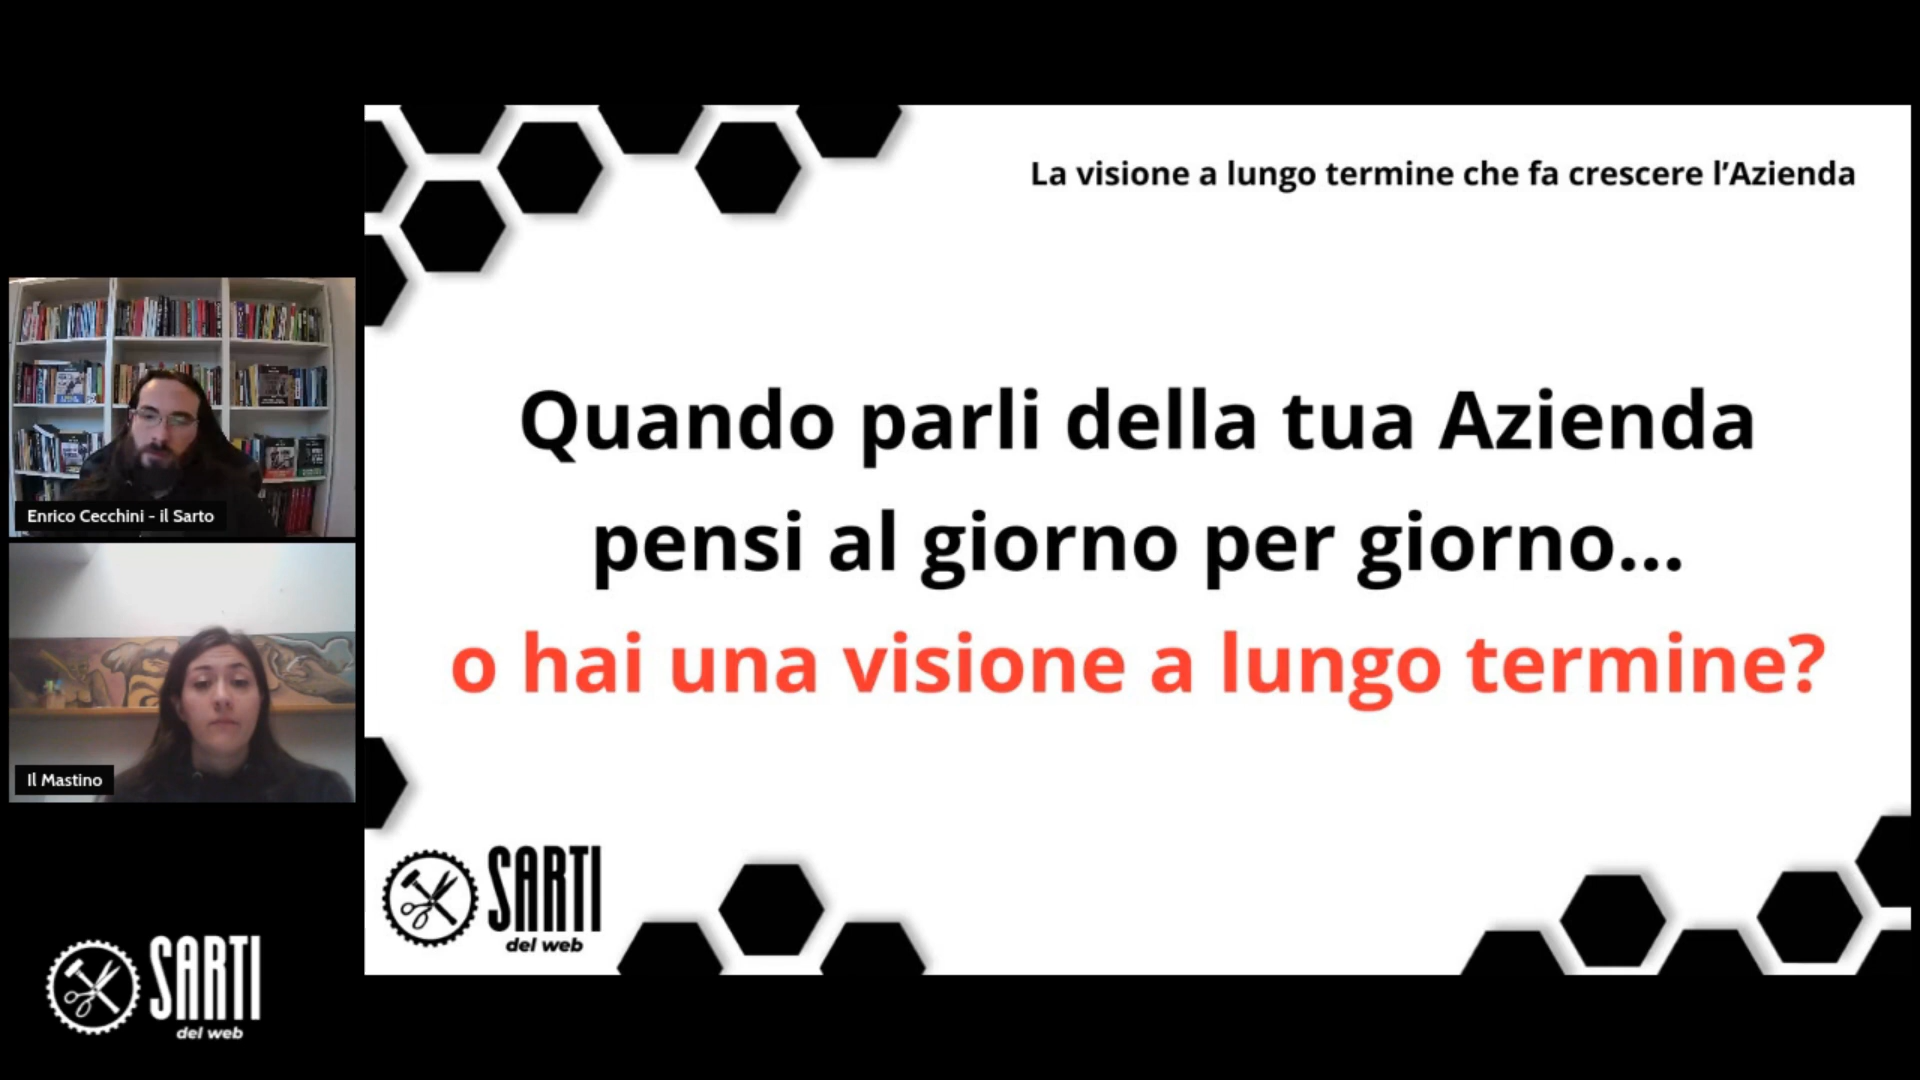 La visione a lungo termine che fa crescere l'Azienda
Quando parli della tua Azienda
pensi al giorno per giorno...
o hai una visione a lungo termine?
Enrico Cecchini - il Sarto
Il Mastino
SARTI
del web
SARTI
del web